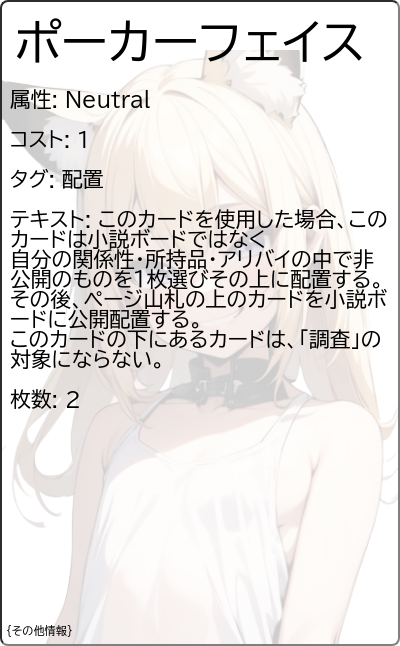 ポーカーフェイス
属性: Neutral
コスト: 1
タグ: 配置
テキスト: このカードを使用した場合、この
カードは小説ボードではなく
自分の関係性・所持品・アリバイの中で非
公開のものを1枚選びその上に配置する。
その後、ページ山札の上のカードを小説ボ
ードに公開配置する。
このカードの下にあるカードは、「調査」の
対象にならない。
枚数: 2
{その他情報}